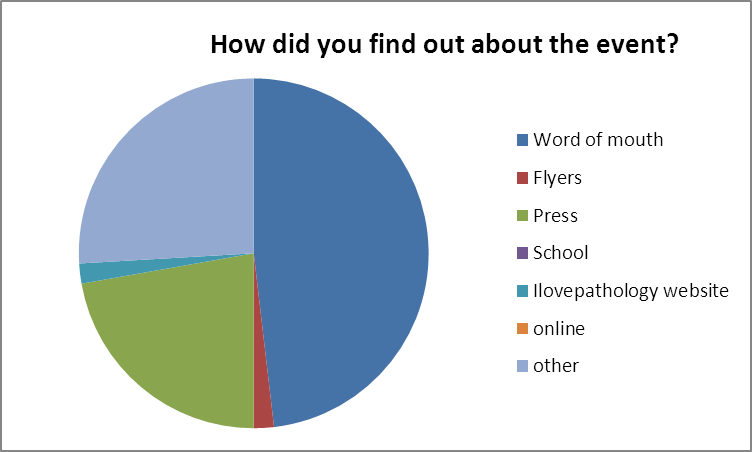 How did you find out about the event?
Word of mouth
Flyers
Press
School
Ilovepathology website
online
other